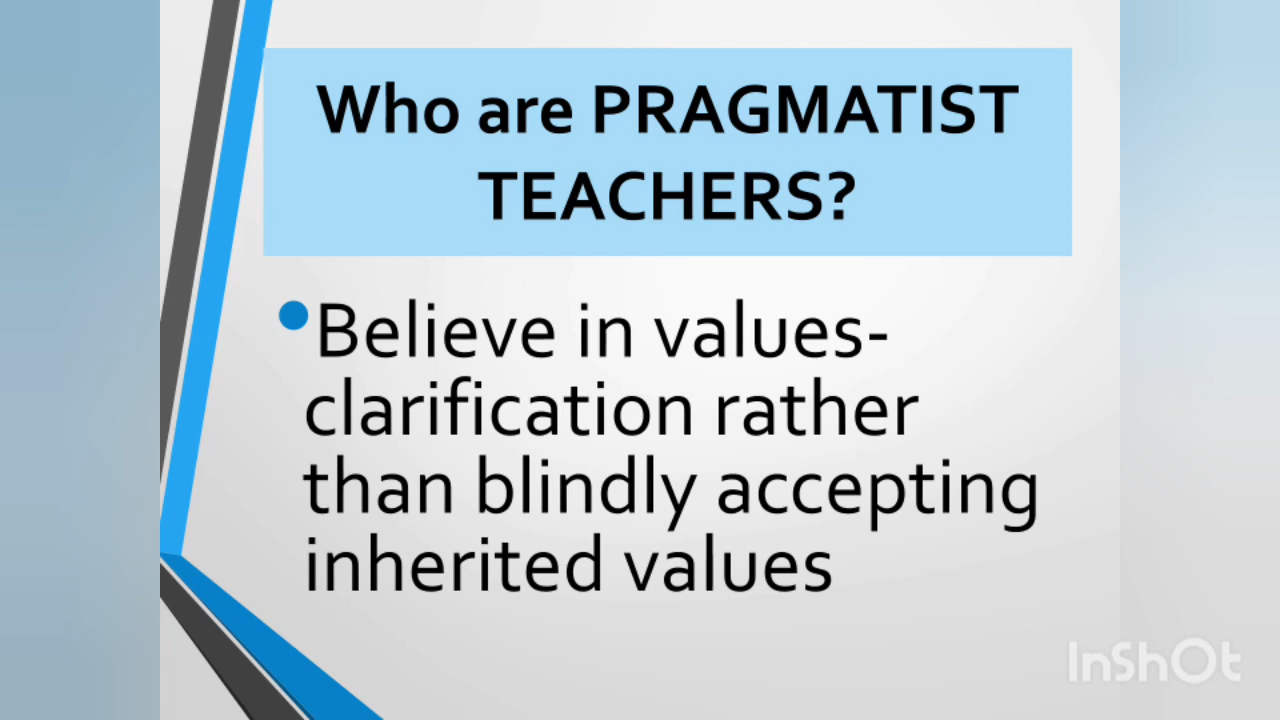 Who are PRAGMATIST
TEACHERS?
•Believe in values-
clarification rather
than blindly accepting
inherited values
InShOt